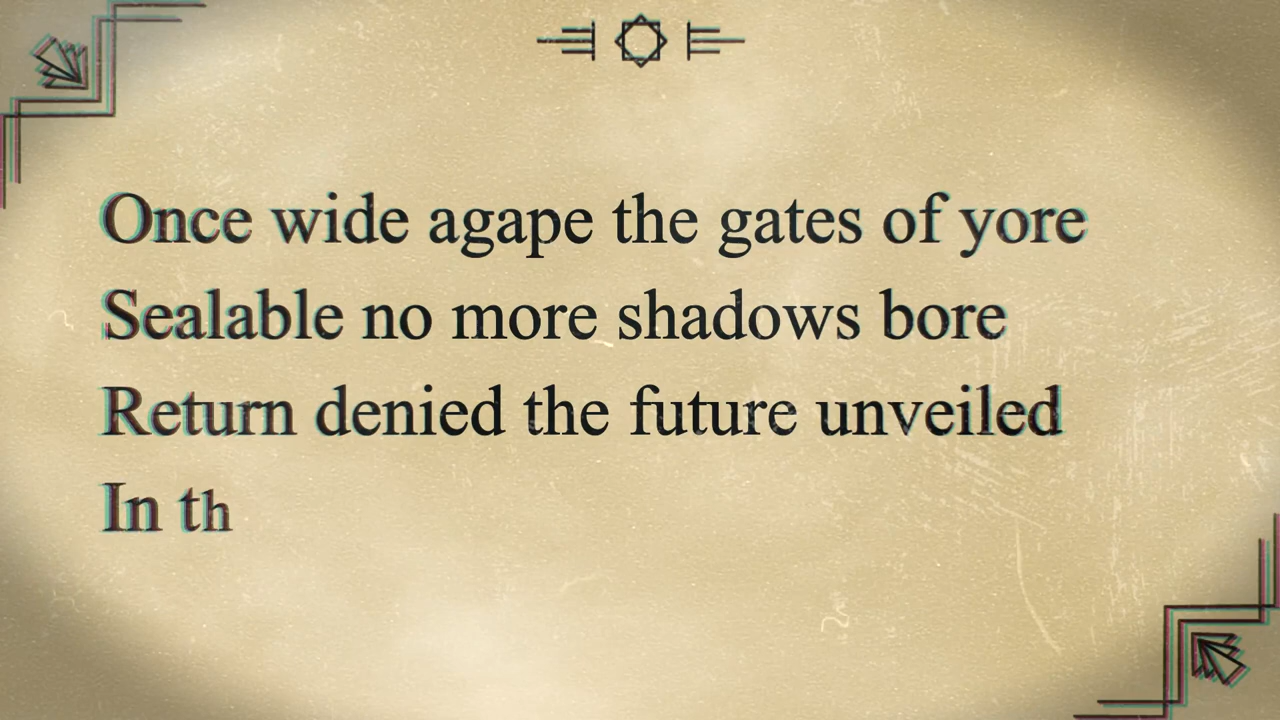 Once wide agape the gates of yore
Sealable no more shadows bore
Return denied the future unveiled
In th